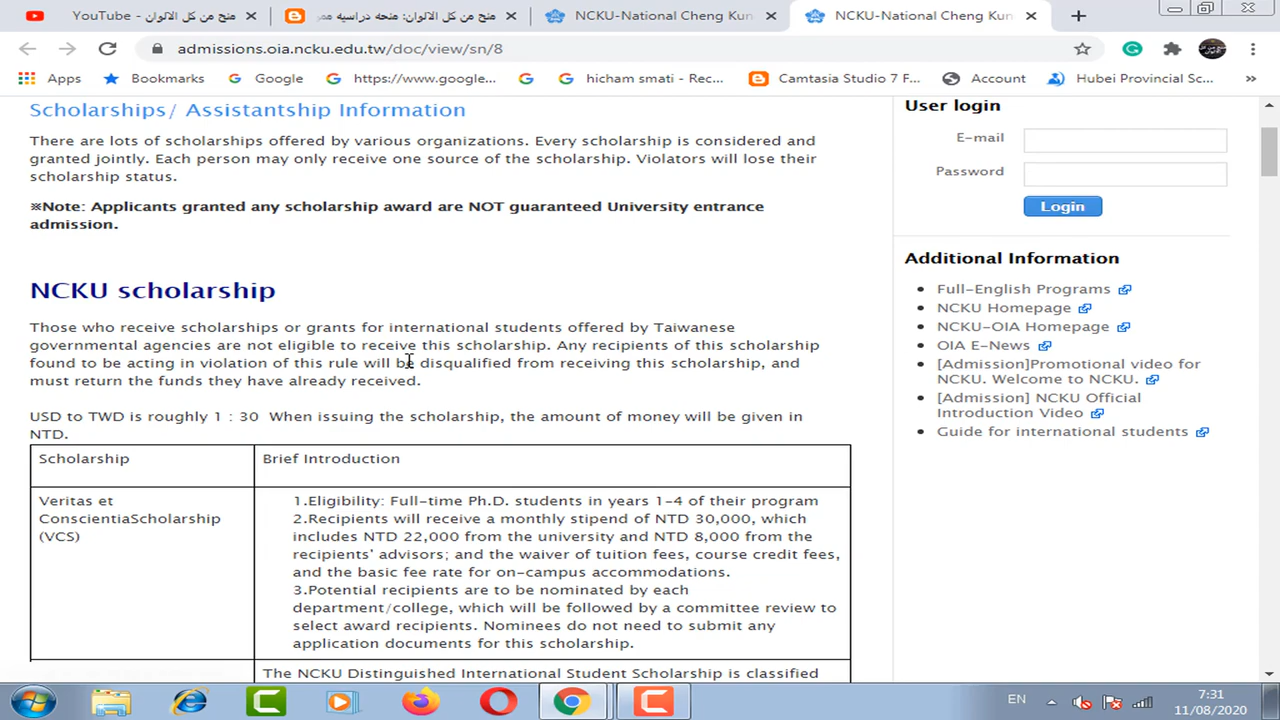 منح من كل الالوان - YouTube
منح من كل الالوان: منحه دراسيه ممو
NCKU-National Cheng Kun
NCKU-National Cheng Kun
admissions.oia.ncku.edu.tw/doc/view/sn/8
Apps
Bookmarks
Google
https://www.google...
hicham smati - Rec...
Camtasia Studio 7 F...
Account
Hubei Provincial Sc...
»
Scholarships/ Assistantship Information
There are lots of scholarships offered by various organizations. Every scholarship is considered and
granted jointly. Each person may only receive one source of the scholarship. Violators will lose their
scholarship status.
※Note: Applicants granted any scholarship award are NOT guaranteed University entrance
admission.
NCKU scholarship
Those who receive scholarships or grants for international students offered by Taiwanese
governmental agencies are not eligible to receive this scholarship. Any recipients of this scholarship
found to be acting in violation of this rule will be disqualified from receiving this scholarship, and
must return the funds they have already received.
USD to TWD is roughly 1 : 30 When issuing the scholarship, the amount of money will be given in
NTD.
Scholarship
Brief Introduction
Veritas et
ConscientiaScholarship
(VCS)
1.Eligibility: Full-time Ph.D. students in years 1-4 of their program
2.Recipients will receive a monthly stipend of NTD 30,000, which
includes NTD 22,000 from the university and NTD 8,000 from the
recipients' advisors; and the waiver of tuition fees, course credit fees,
and the basic fee rate for on-campus accommodations.
3.Potential recipients are to be nominated by each
department/college, which will be followed by a committee review to
select award recipients. Nominees do not need to submit any
application documents for this scholarship.
The NCKU Distinguished International Student Scholarship is classified
User login
E-mail
Password
Login
Additional Information
Full-English Programs
NCKU Homepage
NCKU-OIA Homepage
OIA E-News
[Admission]Promotional video for
NCKU. Welcome to NCKU.
[Admission] NCKU Official
Introduction Video
Guide for international students
EN
7:31
11/08/2020